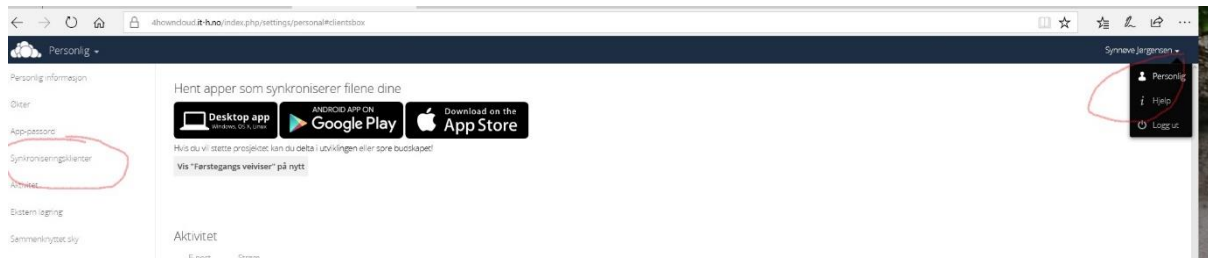 4howncloud.it-h.no/index.php/settings/personal#clientsbox
Personlig
Synnøve Jørgensen
Personlig
Hjelp
Logg ut
Personlig informasjon
Økter
App-passord
Synkroniseringsklienter
Aktivitet
Ekstern lagring
Sammenknyttet sky
Hent apper som synkroniserer filene dine
Desktop app
Windows, OS X, Linux
ANDROID APP ON
Google Play
Download on the
App Store
Hvis du vil støtte prosjektet kan du delta i utviklingen eller spre budskapet!
Vis "Førstegangs veiviser" på nytt
Aktivitet
E-post Strøm